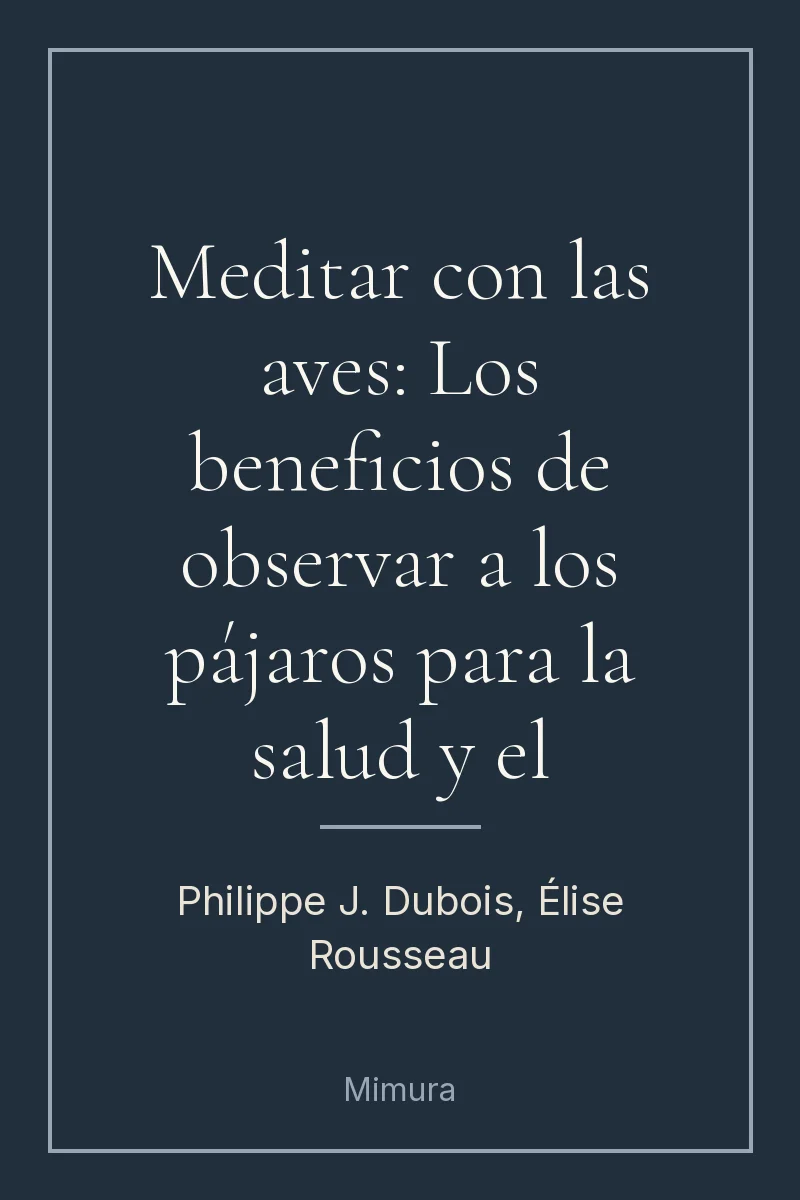 Meditar con las
aves: Los
beneficios de
observar a los
pájaros para la
salud y el
Philippe J. Dubois, Élise
Rousseau
Mimura